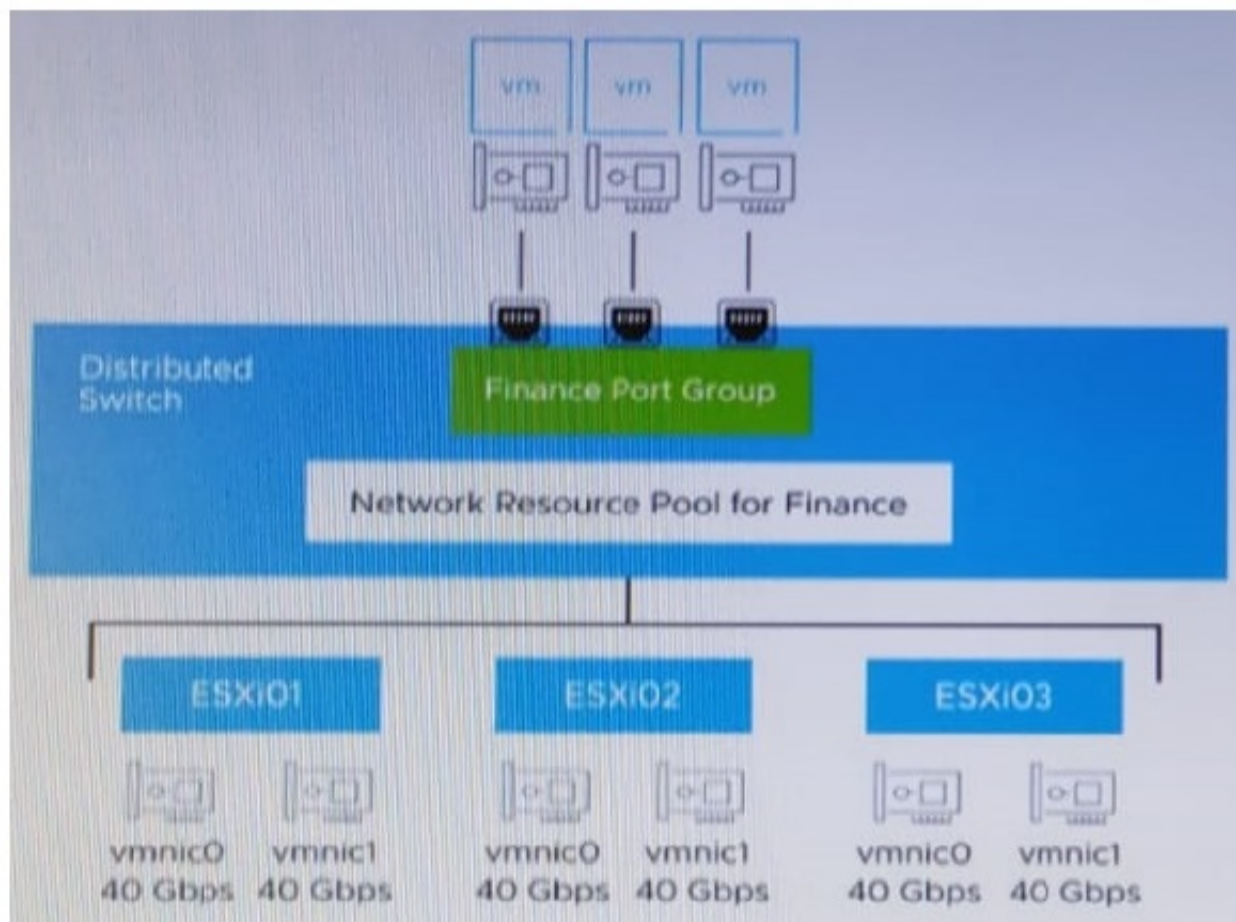 vm vm vm
Distributed
Switch
Finance Port Group
Network Resource Pool for Finance
ESXi01 ESXi02 ESXi03
vmnic0 vmnic1 vmnic0 vmnic1 vmnic0 vmnic1
40 Gbps 40 Gbps 40 Gbps 40 Gbps 40 Gbps 40 Gbps